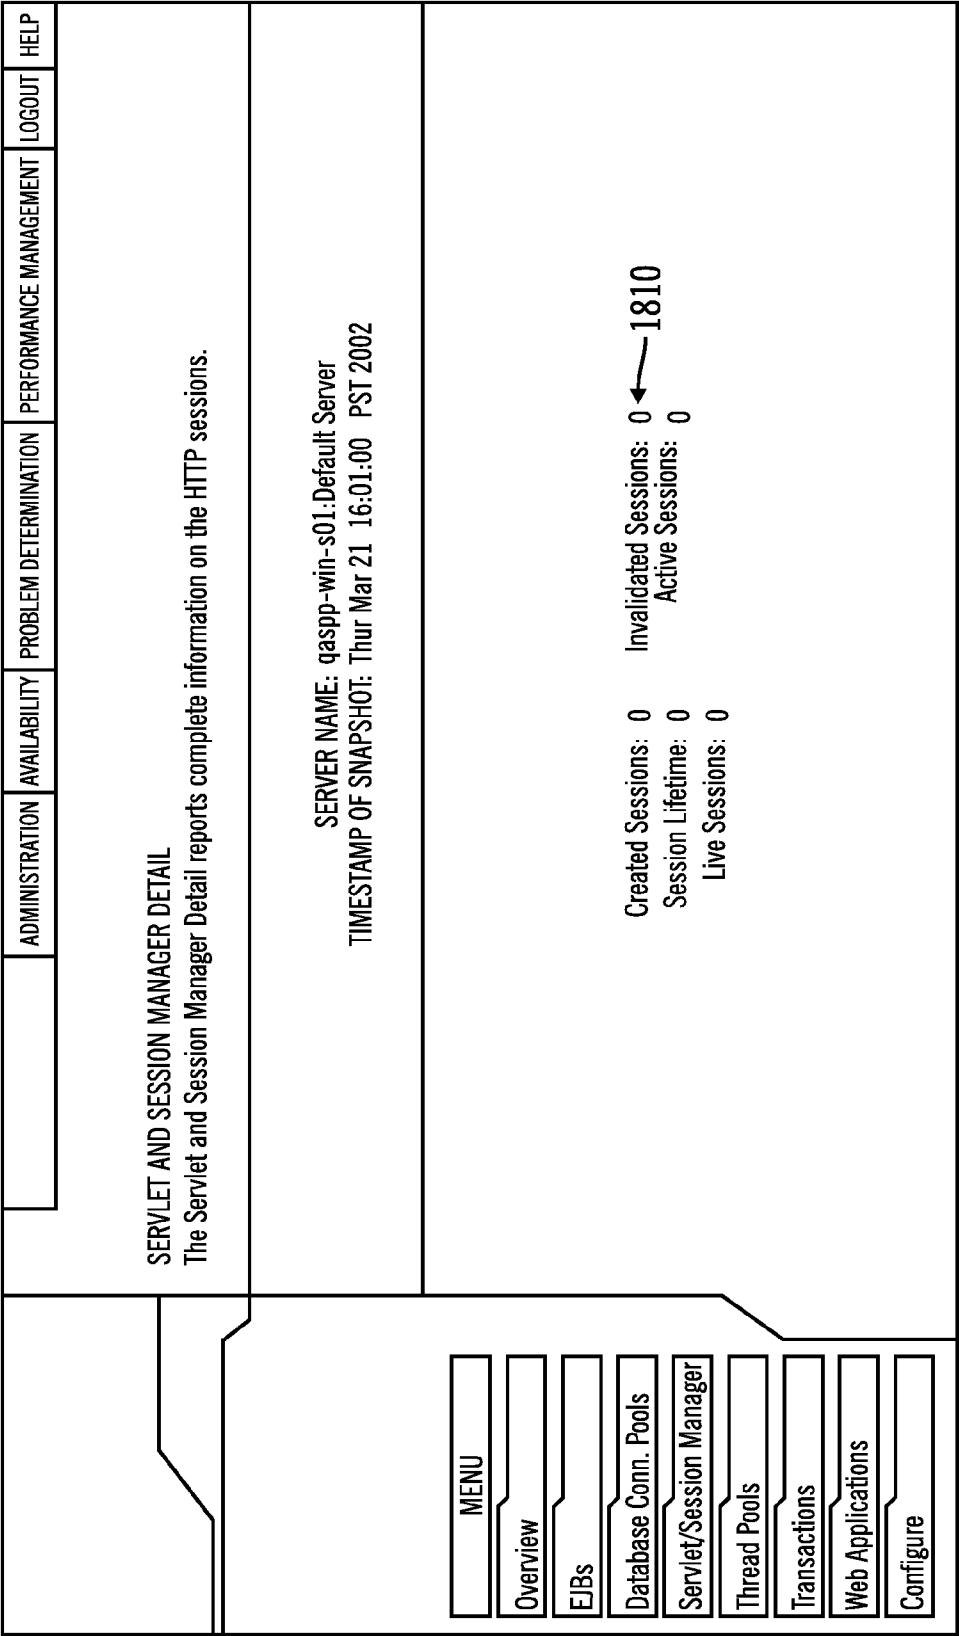 ADMINISTRATION AVAILABILITY PROBLEM DETERMINATION PERFORMANCE MANAGEMENT LOGOUT HELP
SERVLET AND SESSION MANAGER DETAIL
The Servlet and Session Manager Detail reports complete information on the HTTP sessions.
SERVER NAME: qaspp-win-s01:Default Server
TIMESTAMP OF SNAPSHOT: Thur Mar 21 16:01:00 PST 2002
MENU
Overview
EJBs
Database Conn. Pools
Servlet/Session Manager
Thread Pools
Transactions
Web Applications
Configure
Created Sessions: 0 Invalidated Sessions: 0 1810
Session Lifetime: 0 Active Sessions: 0
Live Sessions: 0